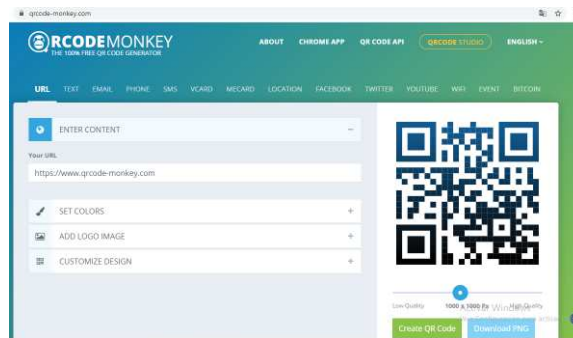 qrcode-monkey.com
QRCODEMONKEY
THE 100% FREE QR CODE GENERATOR
ABOUT CHROME APP QR CODE API QRCODE STUDIO ENGLISH
URL TEXT EMAIL PHONE SMS VCARD MECARD LOCATION FACEBOOK TWITTER YOUTUBE WIFI EVENT BITCOIN
ENTER CONTENT
Your URL
https://www.qrcode-monkey.com
SET COLORS
ADD LOGO IMAGE
CUSTOMIZE DESIGN
Low Quality 1000 x 1000 Px High Quality
Create QR Code Download PNG